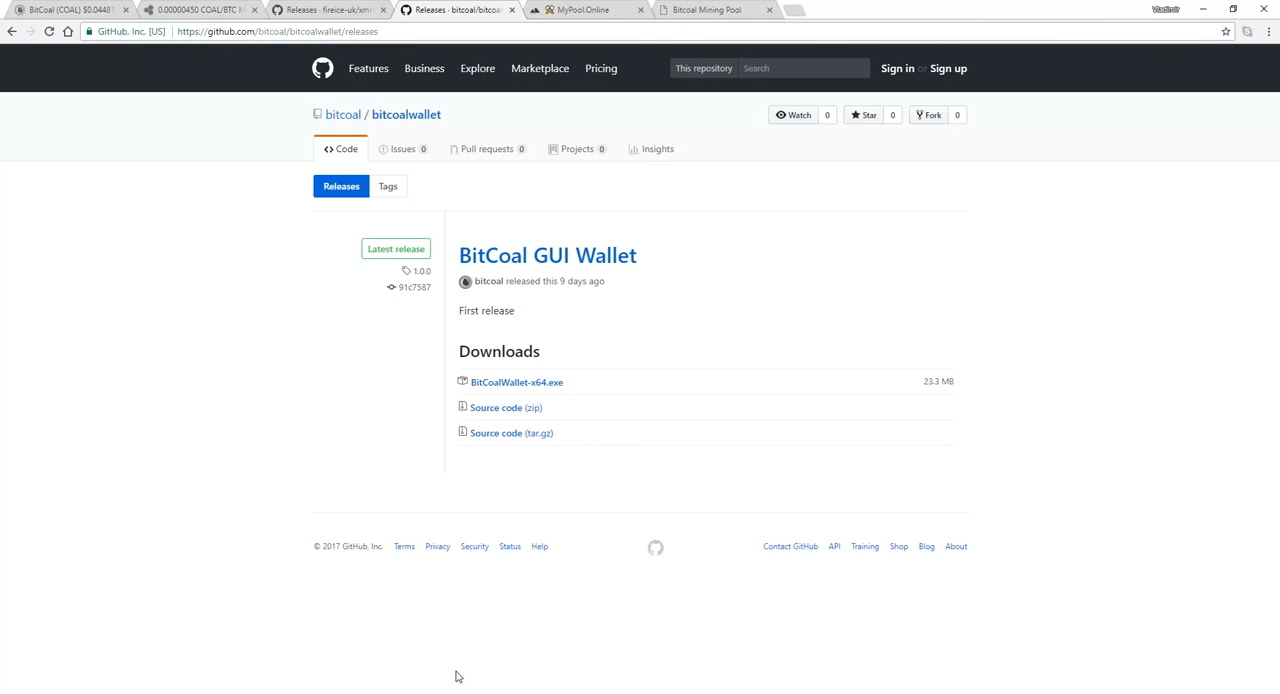 BitCoal (COAL) $0.0448
0.00000450 COAL/BTC M
Releases · fireice-uk/xmr
Releases · bitcoal/bitcoa
MyPool.Online
Bitcoal Mining Pool
Vladimir
GitHub, Inc. [US]
https://github.com/bitcoal/bitcoalwallet/releases
Features
Business
Explore
Marketplace
Pricing
This repository
Search
Sign in or Sign up
bitcoal / bitcoalwallet
Watch 0
Star 0
Fork 0
Code
Issues 0
Pull requests 0
Projects 0
Insights
Releases
Tags
Latest release
1.0.0
91c7587
BitCoal GUI Wallet
bitcoal released this 9 days ago
First release
Downloads
BitCoalWallet-x64.exe
23.3 MB
Source code (zip)
Source code (tar.gz)
© 2017 GitHub, Inc.
Terms
Privacy
Security
Status
Help
Contact GitHub
API
Training
Shop
Blog
About